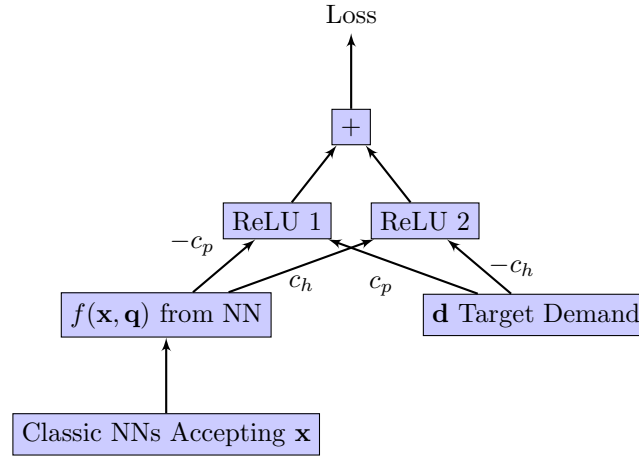 Loss
+
ReLU 1
ReLU 2
−c_p
c_h
c_p
−c_h
f(x, q) from NN
d Target Demand
Classic NNs Accepting x